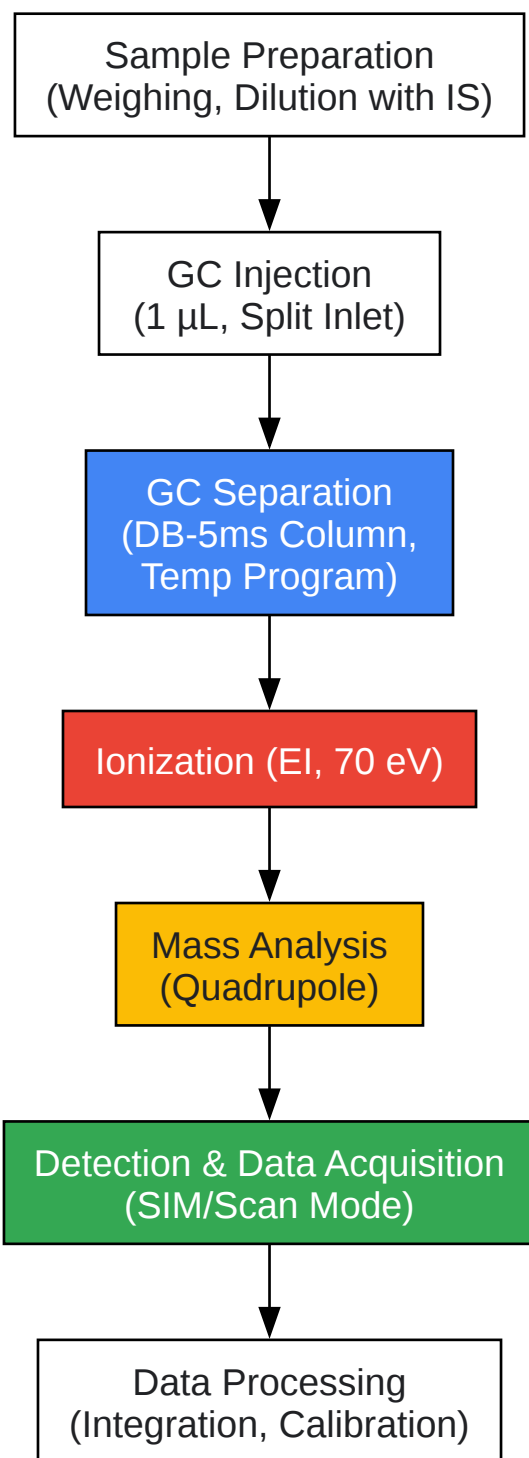 Sample Preparation
(Weighing, Dilution with IS)
GC Injection
(1 µL, Split Inlet)
GC Separation
(DB-5ms Column,
Temp Program)
Ionization (EI, 70 eV)
Mass Analysis
(Quadrupole)
Detection & Data Acquisition
(SIM/Scan Mode)
Data Processing
(Integration, Calibration)